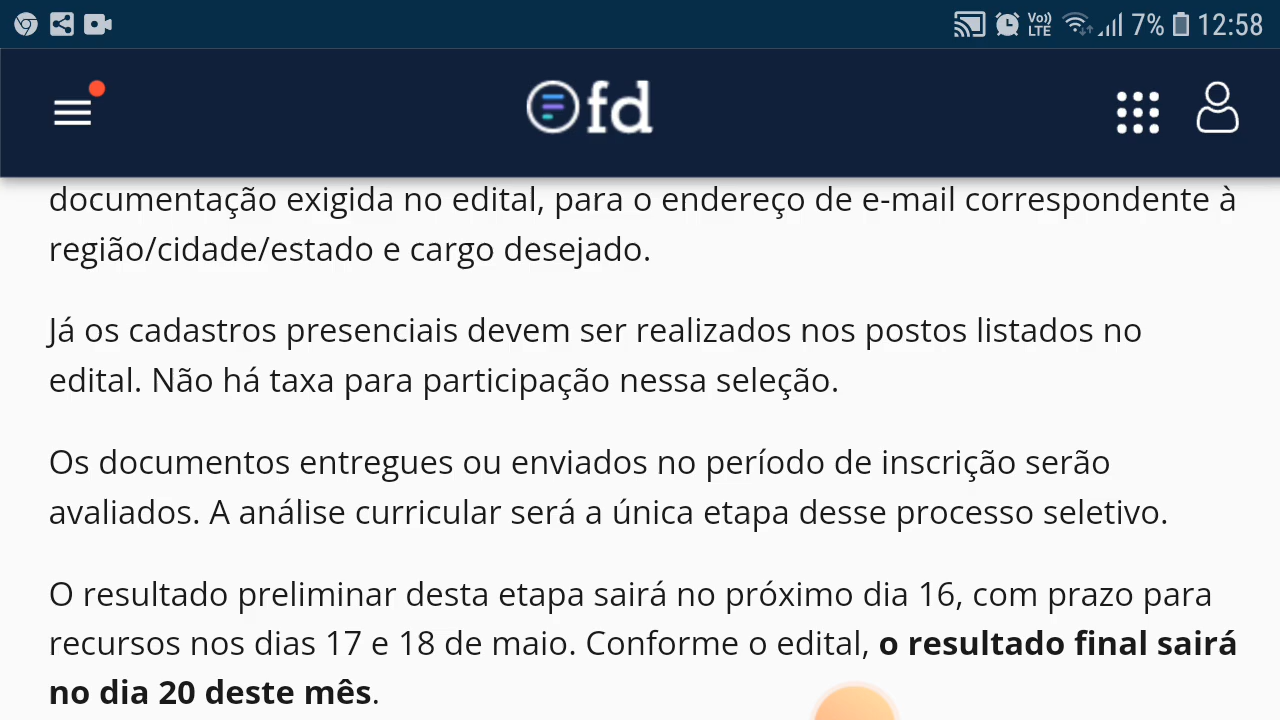 Vo))
LTE
7%
12:58
fd
documentação exigida no edital, para o endereço de e-mail correspondente à
região/cidade/estado e cargo desejado.
Já os cadastros presenciais devem ser realizados nos postos listados no
edital. Não há taxa para participação nessa seleção.
Os documentos entregues ou enviados no período de inscrição serão
avaliados. A análise curricular será a única etapa desse processo seletivo.
O resultado preliminar desta etapa sairá no próximo dia 16, com prazo para
recursos nos dias 17 e 18 de maio. Conforme o edital, o resultado final sairá
no dia 20 deste mês.